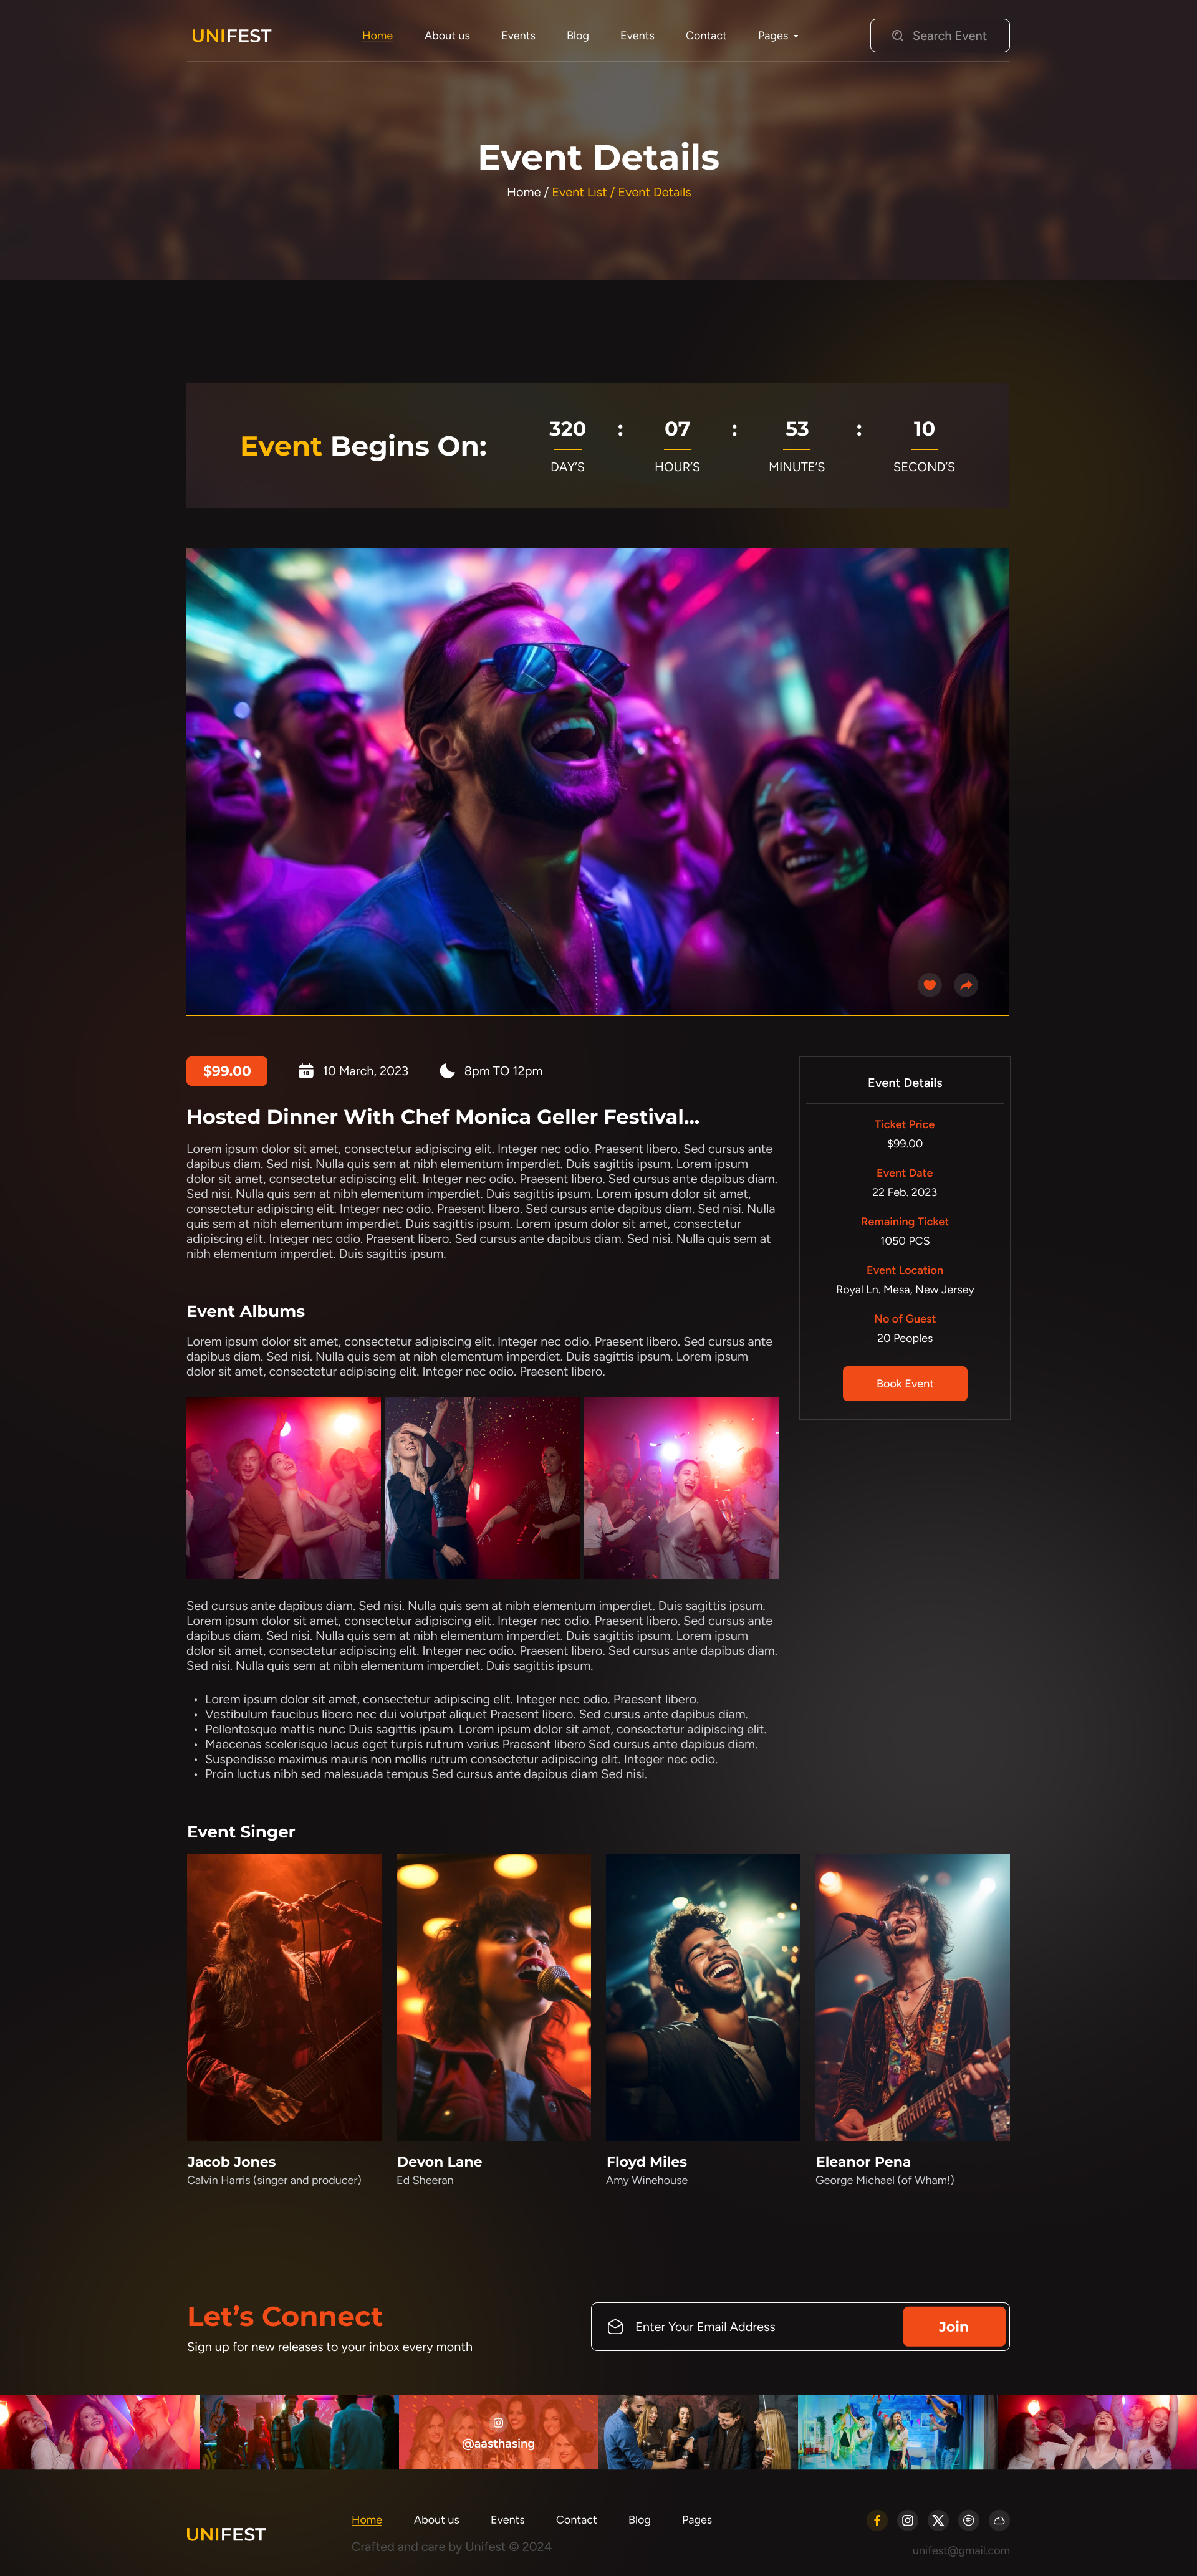 UNIFEST
Home About us Events Blog Events Contact Pages
Search Event
Event Details
Home / Event List / Event Details
Event Begins On:
320 : 07 : 53 : 10
DAY'S HOUR'S MINUTE'S SECOND'S
$99.00
10 March, 2023
8pm TO 12pm
Hosted Dinner With Chef Monica Geller Festival...
Lorem ipsum dolor sit amet, consectetur adipiscing elit. Integer nec odio. Praesent libero. Sed cursus ante
dapibus diam. Sed nisi. Nulla quis sem at nibh elementum imperdiet. Duis sagittis ipsum. Lorem ipsum
dolor sit amet, consectetur adipiscing elit. Integer nec odio. Praesent libero. Sed cursus ante dapibus diam.
Sed nisi. Nulla quis sem at nibh elementum imperdiet. Duis sagittis ipsum. Lorem ipsum dolor sit amet,
consectetur adipiscing elit. Integer nec odio. Praesent libero. Sed cursus ante dapibus diam. Sed nisi. Nulla
quis sem at nibh elementum imperdiet. Duis sagittis ipsum. Lorem ipsum dolor sit amet, consectetur
adipiscing elit. Integer nec odio. Praesent libero. Sed cursus ante dapibus diam. Sed nisi. Nulla quis sem at
nibh elementum imperdiet. Duis sagittis ipsum.
Event Details
Ticket Price
$99.00
Event Date
22 Feb. 2023
Remaining Ticket
1050 PCS
Event Location
Royal Ln. Mesa, New Jersey
No of Guest
20 Peoples
Book Event
Event Albums
Lorem ipsum dolor sit amet, consectetur adipiscing elit. Integer nec odio. Praesent libero. Sed cursus ante
dapibus diam. Sed nisi. Nulla quis sem at nibh elementum imperdiet. Duis sagittis ipsum. Lorem ipsum
dolor sit amet, consectetur adipiscing elit. Integer nec odio. Praesent libero.
Sed cursus ante dapibus diam. Sed nisi. Nulla quis sem at nibh elementum imperdiet. Duis sagittis ipsum.
Lorem ipsum dolor sit amet, consectetur adipiscing elit. Integer nec odio. Praesent libero. Sed cursus ante
dapibus diam. Sed nisi. Nulla quis sem at nibh elementum imperdiet. Duis sagittis ipsum. Lorem ipsum
dolor sit amet, consectetur adipiscing elit. Integer nec odio. Praesent libero. Sed cursus ante dapibus diam.
Sed nisi. Nulla quis sem at nibh elementum imperdiet. Duis sagittis ipsum.
• Lorem ipsum dolor sit amet, consectetur adipiscing elit. Integer nec odio. Praesent libero.
• Vestibulum faucibus libero nec dui volutpat aliquet Praesent libero. Sed cursus ante dapibus diam.
• Pellentesque mattis nunc Duis sagittis ipsum. Lorem ipsum dolor sit amet, consectetur adipiscing elit.
• Maecenas scelerisque lacus eget turpis rutrum varius Praesent libero Sed cursus ante dapibus diam.
• Suspendisse maximus mauris non mollis rutrum consectetur adipiscing elit. Integer nec odio.
• Proin luctus nibh sed malesuada tempus Sed cursus ante dapibus diam Sed nisi.
Event Singer
Jacob Jones
Calvin Harris (singer and producer)
Devon Lane
Ed Sheeran
Floyd Miles
Amy Winehouse
Eleanor Pena
George Michael (of Wham!)
Let's Connect
Sign up for new releases to your inbox every month
Enter Your Email Address
Join
@aasthasing
UNIFEST
Home About us Events Contact Blog Pages
Crafted and care by Unifest © 2024
unifest@gmail.com